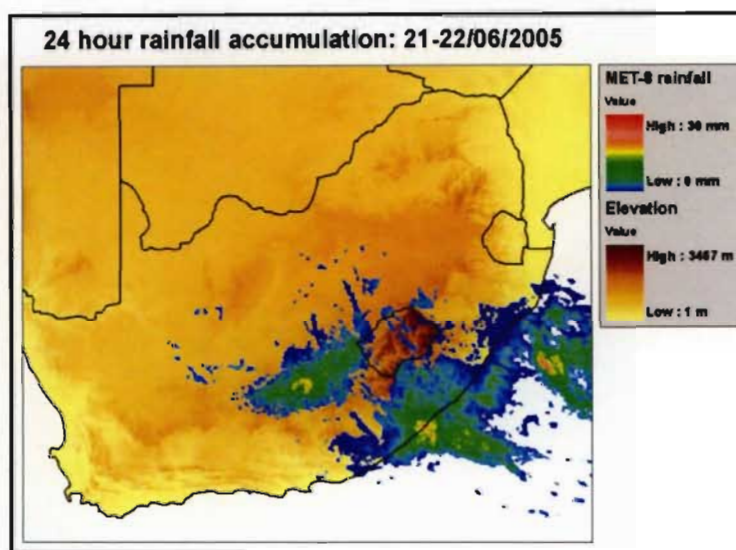 24 hour rainfall accumulation: 21-22/06/2005
MET-8 rainfall
Value
High : 30 mm
Low : 0 mm
Elevation
Value
High : 3467 m
Low : 1 m